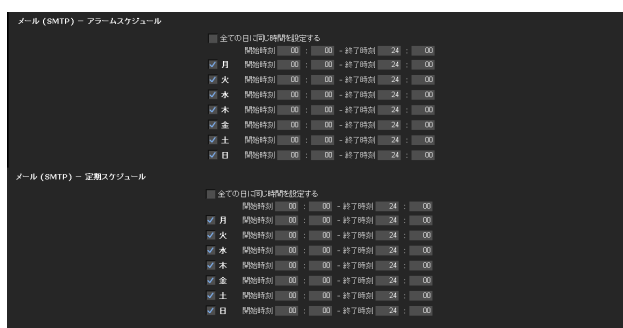 メール (SMTP) － アラームスケジュール
全ての日に同じ時間を設定する
開始時刻 00 : 00 － 終了時刻 24 : 00
月 開始時刻 00 : 00 － 終了時刻 24 : 00
火 開始時刻 00 : 00 － 終了時刻 24 : 00
水 開始時刻 00 : 00 － 終了時刻 24 : 00
木 開始時刻 00 : 00 － 終了時刻 24 : 00
金 開始時刻 00 : 00 － 終了時刻 24 : 00
土 開始時刻 00 : 00 － 終了時刻 24 : 00
日 開始時刻 00 : 00 － 終了時刻 24 : 00
メール (SMTP) － 定期スケジュール
全ての日に同じ時間を設定する
開始時刻 00 : 00 － 終了時刻 24 : 00
月 開始時刻 00 : 00 － 終了時刻 24 : 00
火 開始時刻 00 : 00 － 終了時刻 24 : 00
水 開始時刻 00 : 00 － 終了時刻 24 : 00
木 開始時刻 00 : 00 － 終了時刻 24 : 00
金 開始時刻 00 : 00 － 終了時刻 24 : 00
土 開始時刻 00 : 00 － 終了時刻 24 : 00
日 開始時刻 00 : 00 － 終了時刻 24 : 00